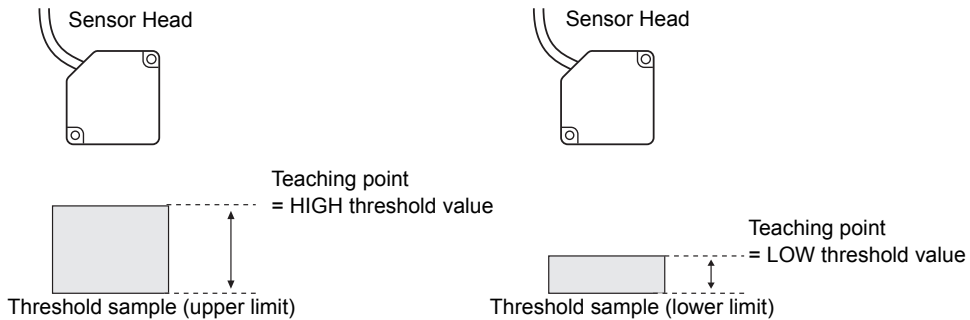 Sensor Head
Teaching point
= HIGH threshold value
Threshold sample (upper limit)
Sensor Head
Teaching point
= LOW threshold value
Threshold sample (lower limit)